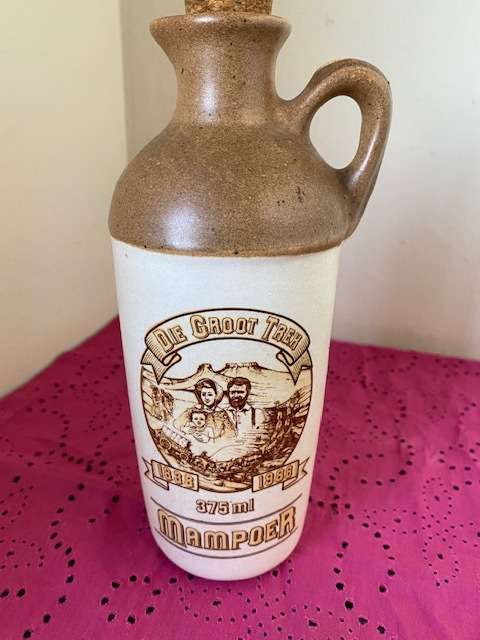 DIE GROOT TREK
1838 1988
375 ml
MAMPOER